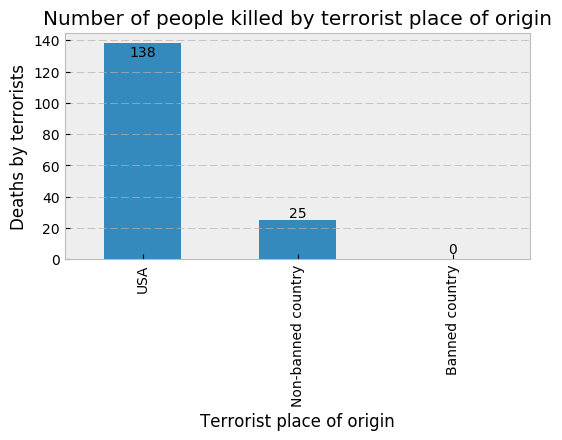 Number of people killed by terrorist place of origin
Deaths by terrorists
140
120
100
80
60
40
20
0
138
25
0
USA
Non-banned country
Banned country
Terrorist place of origin